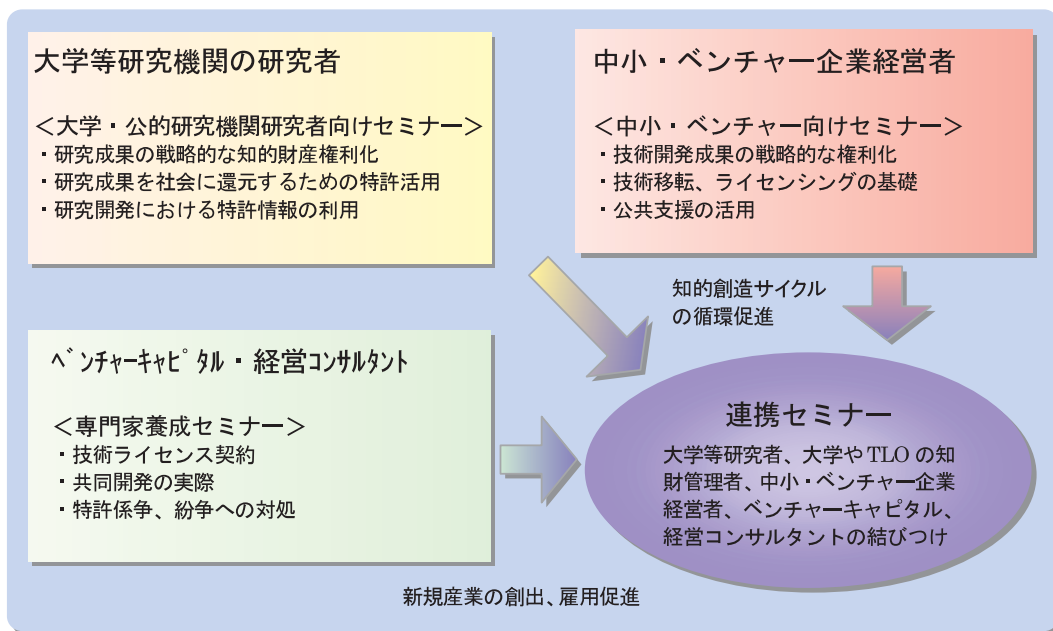 大学等研究機関の研究者
＜大学・公的研究機関研究者向けセミナー＞
・研究成果の戦略的な知的財産権利化
・研究成果を社会に還元するための特許活用
・研究開発における特許情報の利用
中小・ベンチャー企業経営者
＜中小・ベンチャー向けセミナー＞
・技術開発成果の戦略的な権利化
・技術移転、ライセンシングの基礎
・公共支援の活用
知的創造サイクル
の循環促進
ﾍﾞﾝﾁｬｰｷｬﾋﾟﾀﾙ・経営ｺﾝｻﾙﾀﾝﾄ
＜専門家養成セミナー＞
・技術ライセンス契約
・共同開発の実際
・特許係争、紛争への対処
連携セミナー
大学等研究者、大学や TLO の知
財管理者、中小・ベンチャー企業
経営者、ベンチャーキャピタル、
経営コンサルタントの結びつけ
新規産業の創出、雇用促進